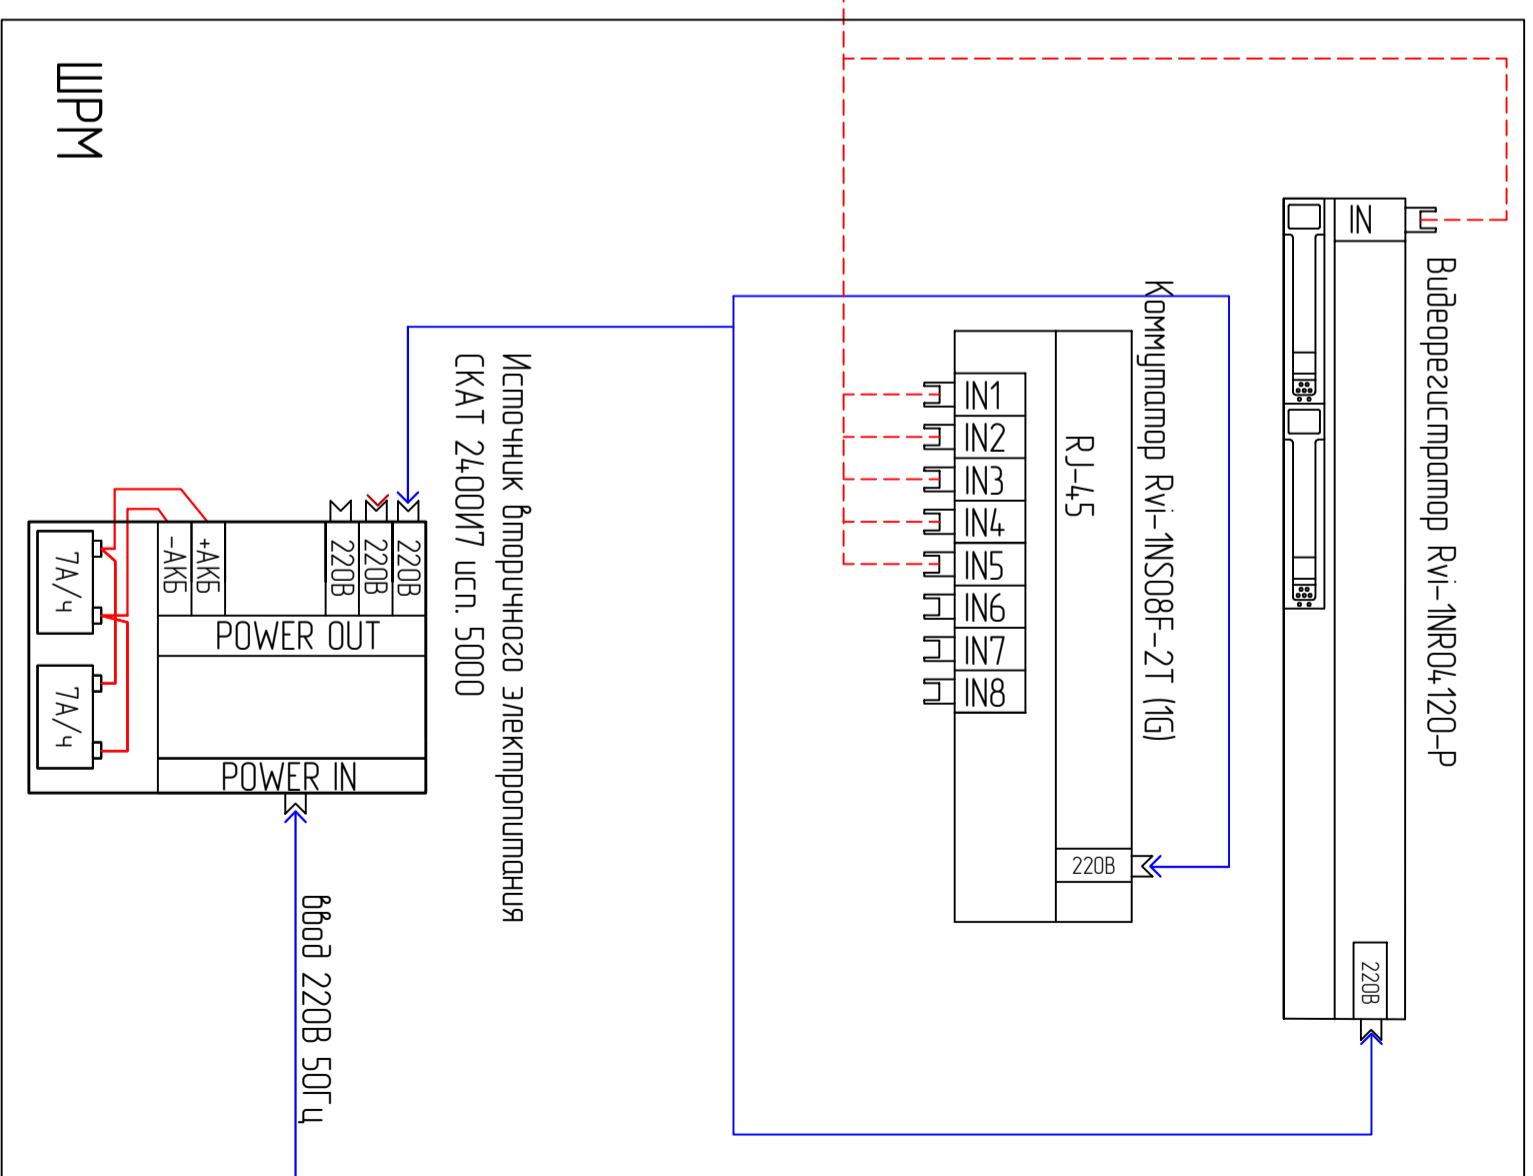 ШРМ
IN
Видеорегистратор Rvi-1NR04120-P
220В
Коммутатор Rvi-1NS08F-2T (1G)
RJ-45
IN1
IN2
IN3
IN4
IN5
IN6
IN7
IN8
220В
Источник вторичного электропитания
СКАТ 2400И7 исп. 5000
220В
220В
220В
+АКБ
-АКБ
POWER OUT
POWER IN
7А/ч
7А/ч
ввод 220В 50Гц